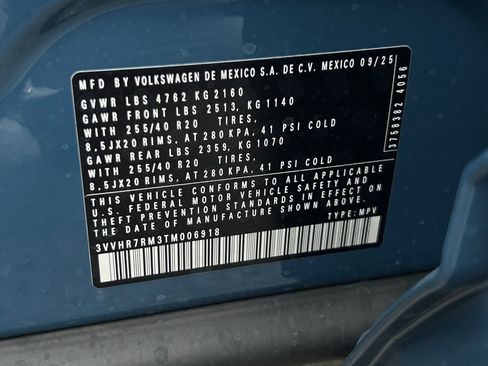 MFD BY VOLKSWAGEN DE MEXICO S.A. DE C.V. MEXICO 09/25
GVWR LBS 4762 KG 2160
GAWR FRONT LBS 2513, KG 1140
WITH 255/40 R20 TIRES,
8.5JX20 RIMS, AT 280 KPA, 41 PSI COLD
GAWR REAR LBS 2359, KG 1070
WITH 255/40 R20 TIRES,
8.5JX20 RIMS, AT 280 KPA, 41 PSI COLD
THIS VEHICLE CONFORMS TO ALL APPLICABLE
U.S. FEDERAL MOTOR VEHICLE SAFETY AND
THEFT PREVENTION STANDARDS IN EFFECT ON
THE DATE OF MANUFACTURE SHOWN ABOVE.
3VVHR7RM3TM006918 TYPE: MPV
3758382 4056